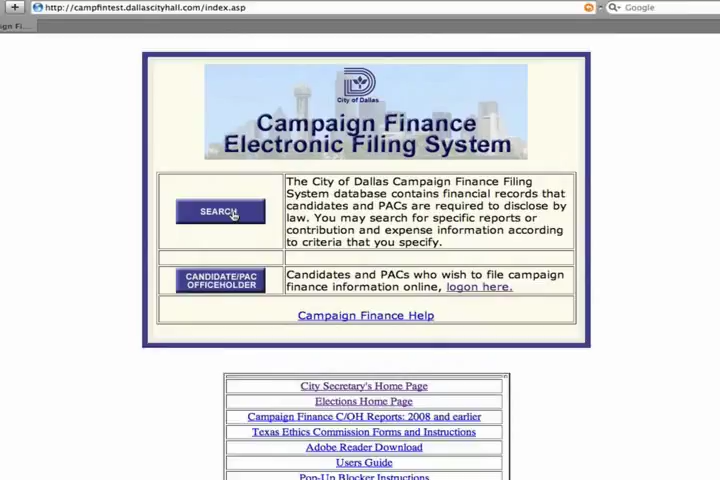 http://campfintest.dallascityhall.com/index.asp
Google
City of Dallas
Campaign Finance
Electronic Filing System
SEARCH
The City of Dallas Campaign Finance Filing
System database contains financial records that
candidates and PACs are required to disclose by
law. You may search for specific reports or
contribution and expense information according
to criteria that you specify.
CANDIDATE/PAC
OFFICEHOLDER
Candidates and PACs who wish to file campaign
finance information online, logon here.
Campaign Finance Help
City Secretary's Home Page
Elections Home Page
Campaign Finance C/OH Reports: 2008 and earlier
Texas Ethics Commission Forms and Instructions
Adobe Reader Download
Users Guide
Pop-Up Blocker Instructions